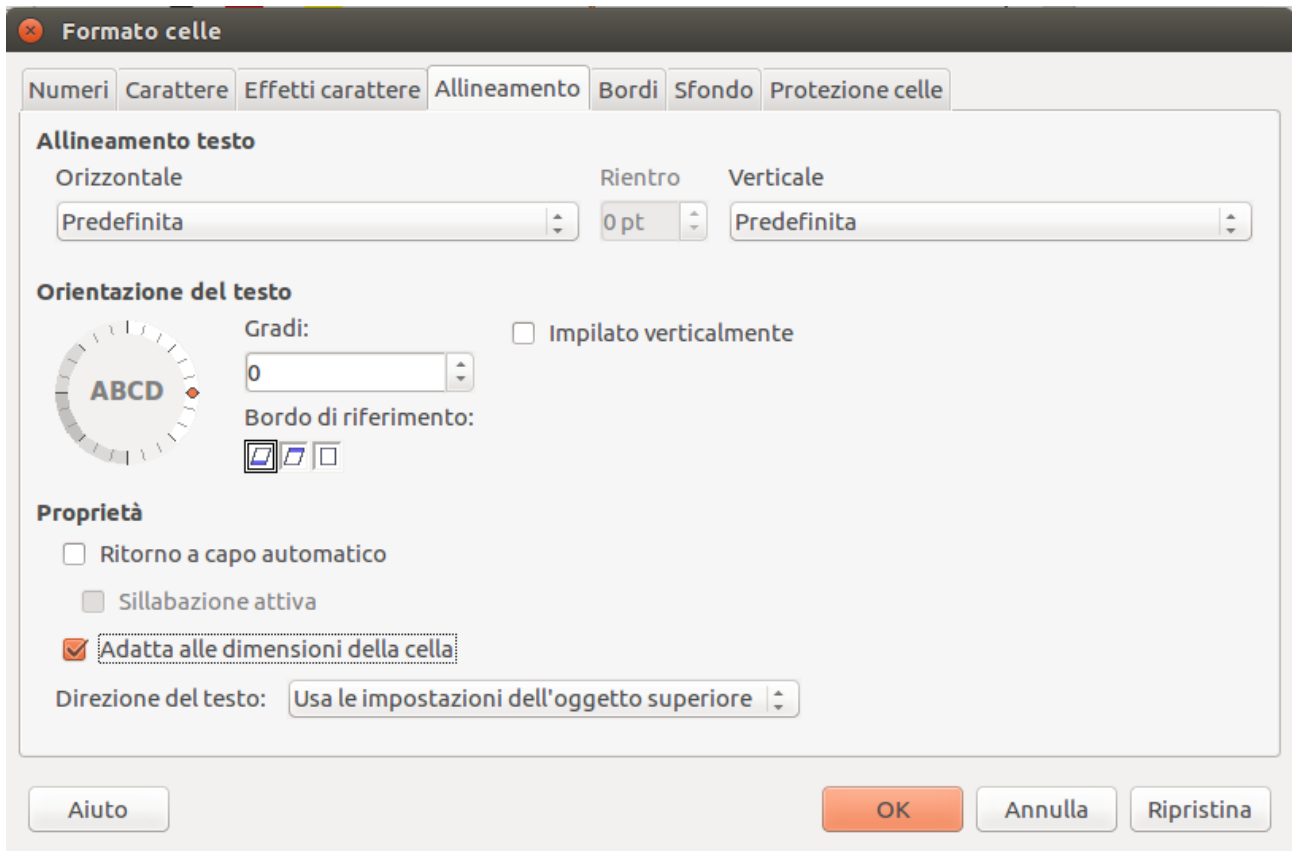 Formato celle
Numeri Carattere Effetti carattere Allineamento Bordi Sfondo Protezione celle
Allineamento testo
Orizzontale Rientro Verticale
Predefinita 0 pt Predefinita
Orientazione del testo
Gradi: Impilato verticalmente
ABCD 0
Bordo di riferimento:
Proprietà
Ritorno a capo automatico
Sillabazione attiva
Adatta alle dimensioni della cella
Direzione del testo: Usa le impostazioni dell'oggetto superiore
Aiuto OK Annulla Ripristina